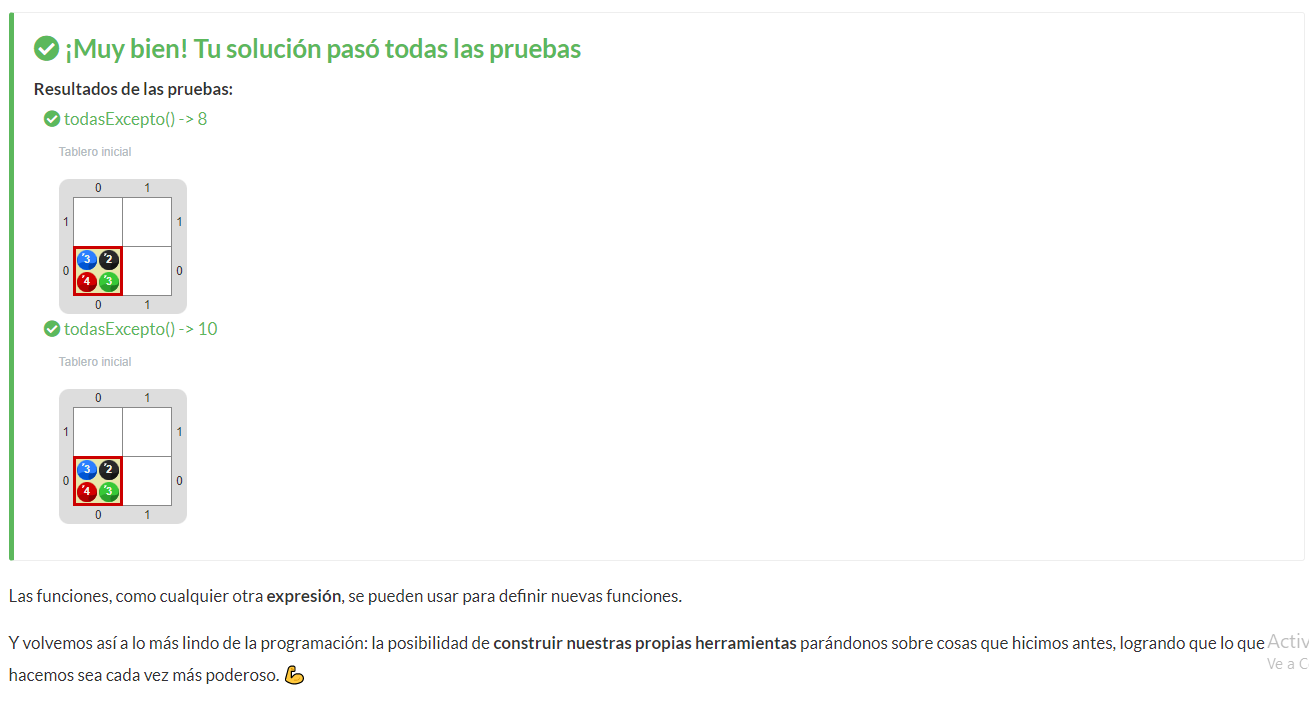 ¡Muy bien! Tu solución pasó todas las pruebas
Resultados de las pruebas:
todasExcepto() -> 8
Tablero inicial
0 1
1 1
3 2
0 0
4 3
0 1
todasExcepto() -> 10
Tablero inicial
0 1
1 1
3 2
0 0
4 3
0 1
Las funciones, como cualquier otra expresión, se pueden usar para definir nuevas funciones.
Y volvemos así a lo más lindo de la programación: la posibilidad de construir nuestras propias herramientas parándonos sobre cosas que hicimos antes, logrando que lo que
hacemos sea cada vez más poderoso. 💪
Activ
Ve a C